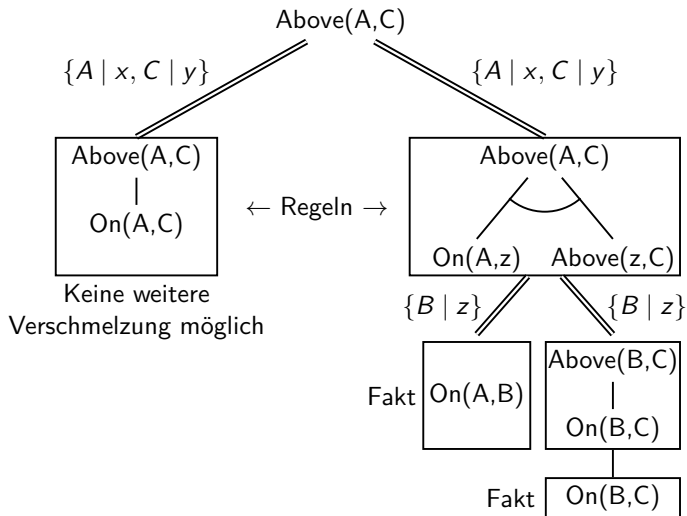 Above(A,C)
{A | x, C | y}
{A | x, C | y}
Above(A,C)
On(A,C)
← Regeln →
Above(A,C)
On(A,z)
Above(z,C)
Keine weitere
Verschmelzung möglich
{B | z}
{B | z}
Fakt
On(A,B)
Above(B,C)
On(B,C)
Fakt
On(B,C)